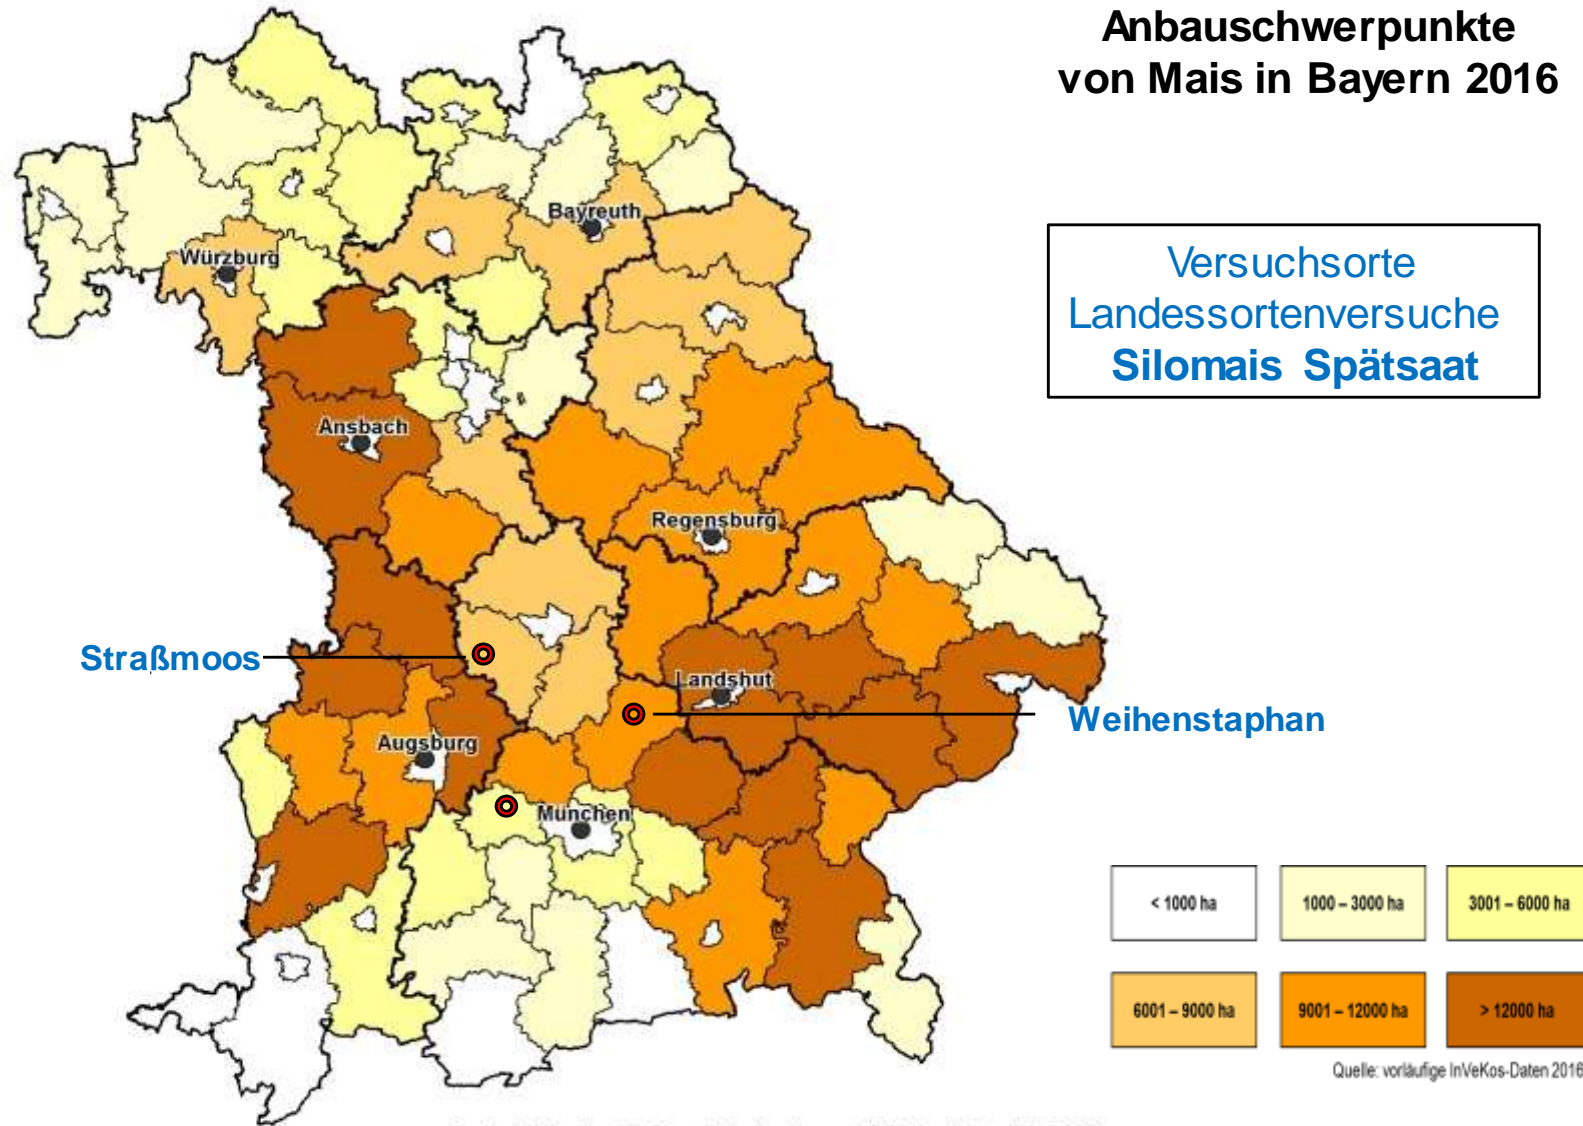 Anbauschwerpunkte
von Mais in Bayern 2016
Versuchsorte
Landessortenversuche
Silomais Spätsaat
Bayreuth
Würzburg
Ansbach
Regensburg
Straßmoos
Landshut
Weihenstaphan
Augsburg
München
< 1000 ha
1000 – 3000 ha
3001 – 6000 ha
6001 – 9000 ha
9001 – 12000 ha
> 12000 ha
Quelle: vorläufige InVeKos-Daten 2016